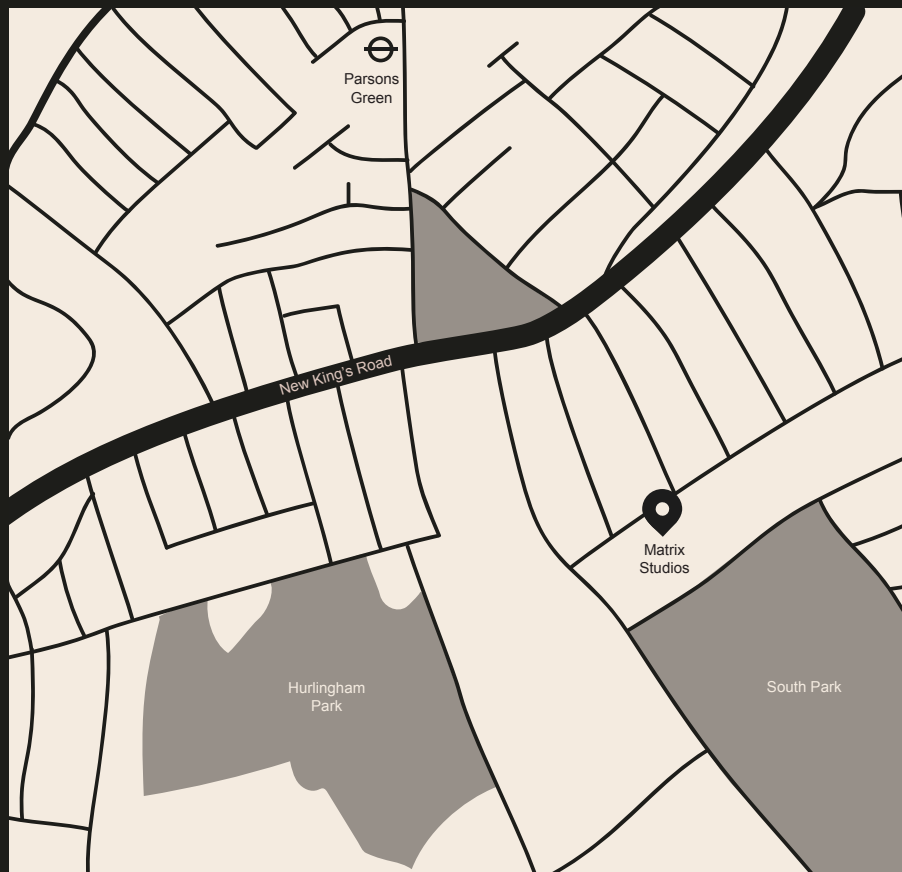 Parsons
Green
New King's Road
Matrix
Studios
Hurlingham
Park
South Park